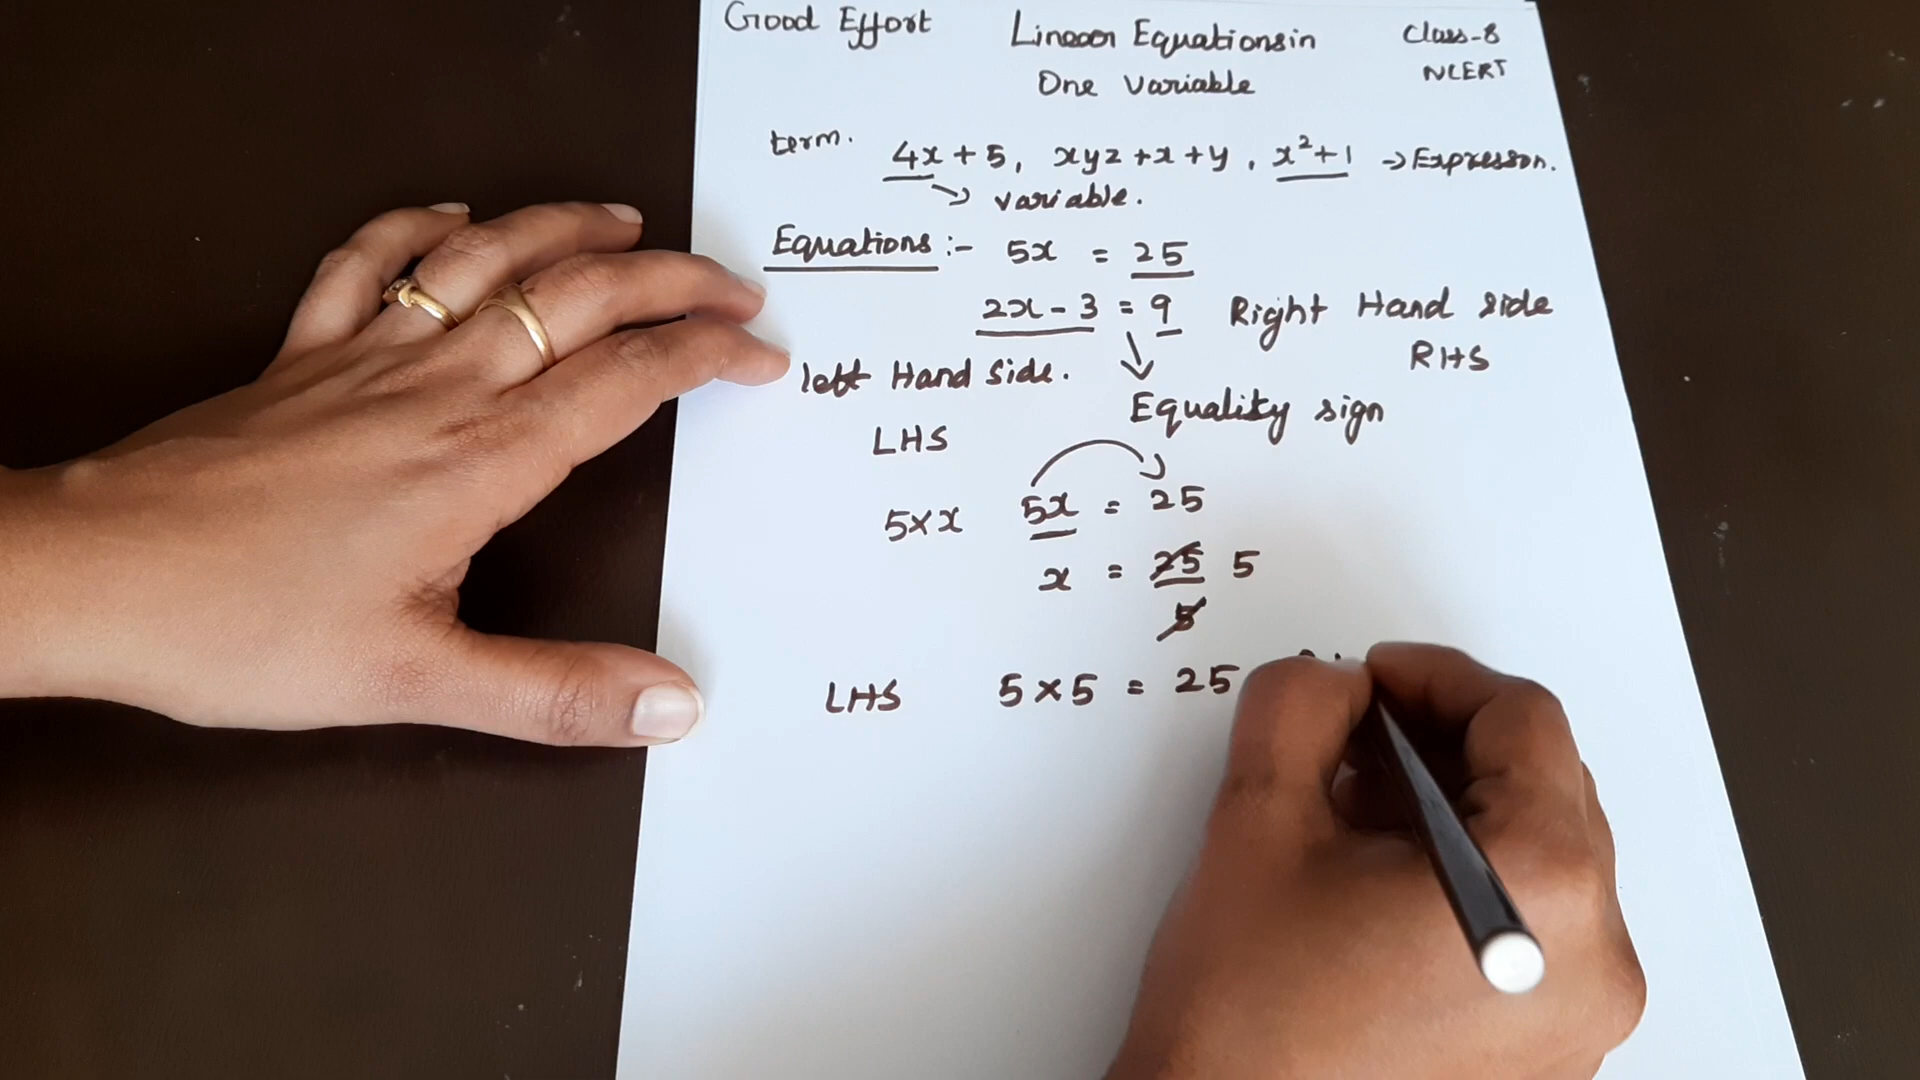 Good Effort Linear Equations in Class-8
One Variable NCERT
term. 4x + 5, xyz + x + y, x²+1 → Expresson.
→ variable.
Equations :- 5x = 25
2x - 3 = 9 Right Hand side
left Hand Side. RHS
Equality sign
LHS
5×x 5x = 25
x = 25 5
5
LHS 5 × 5 = 25